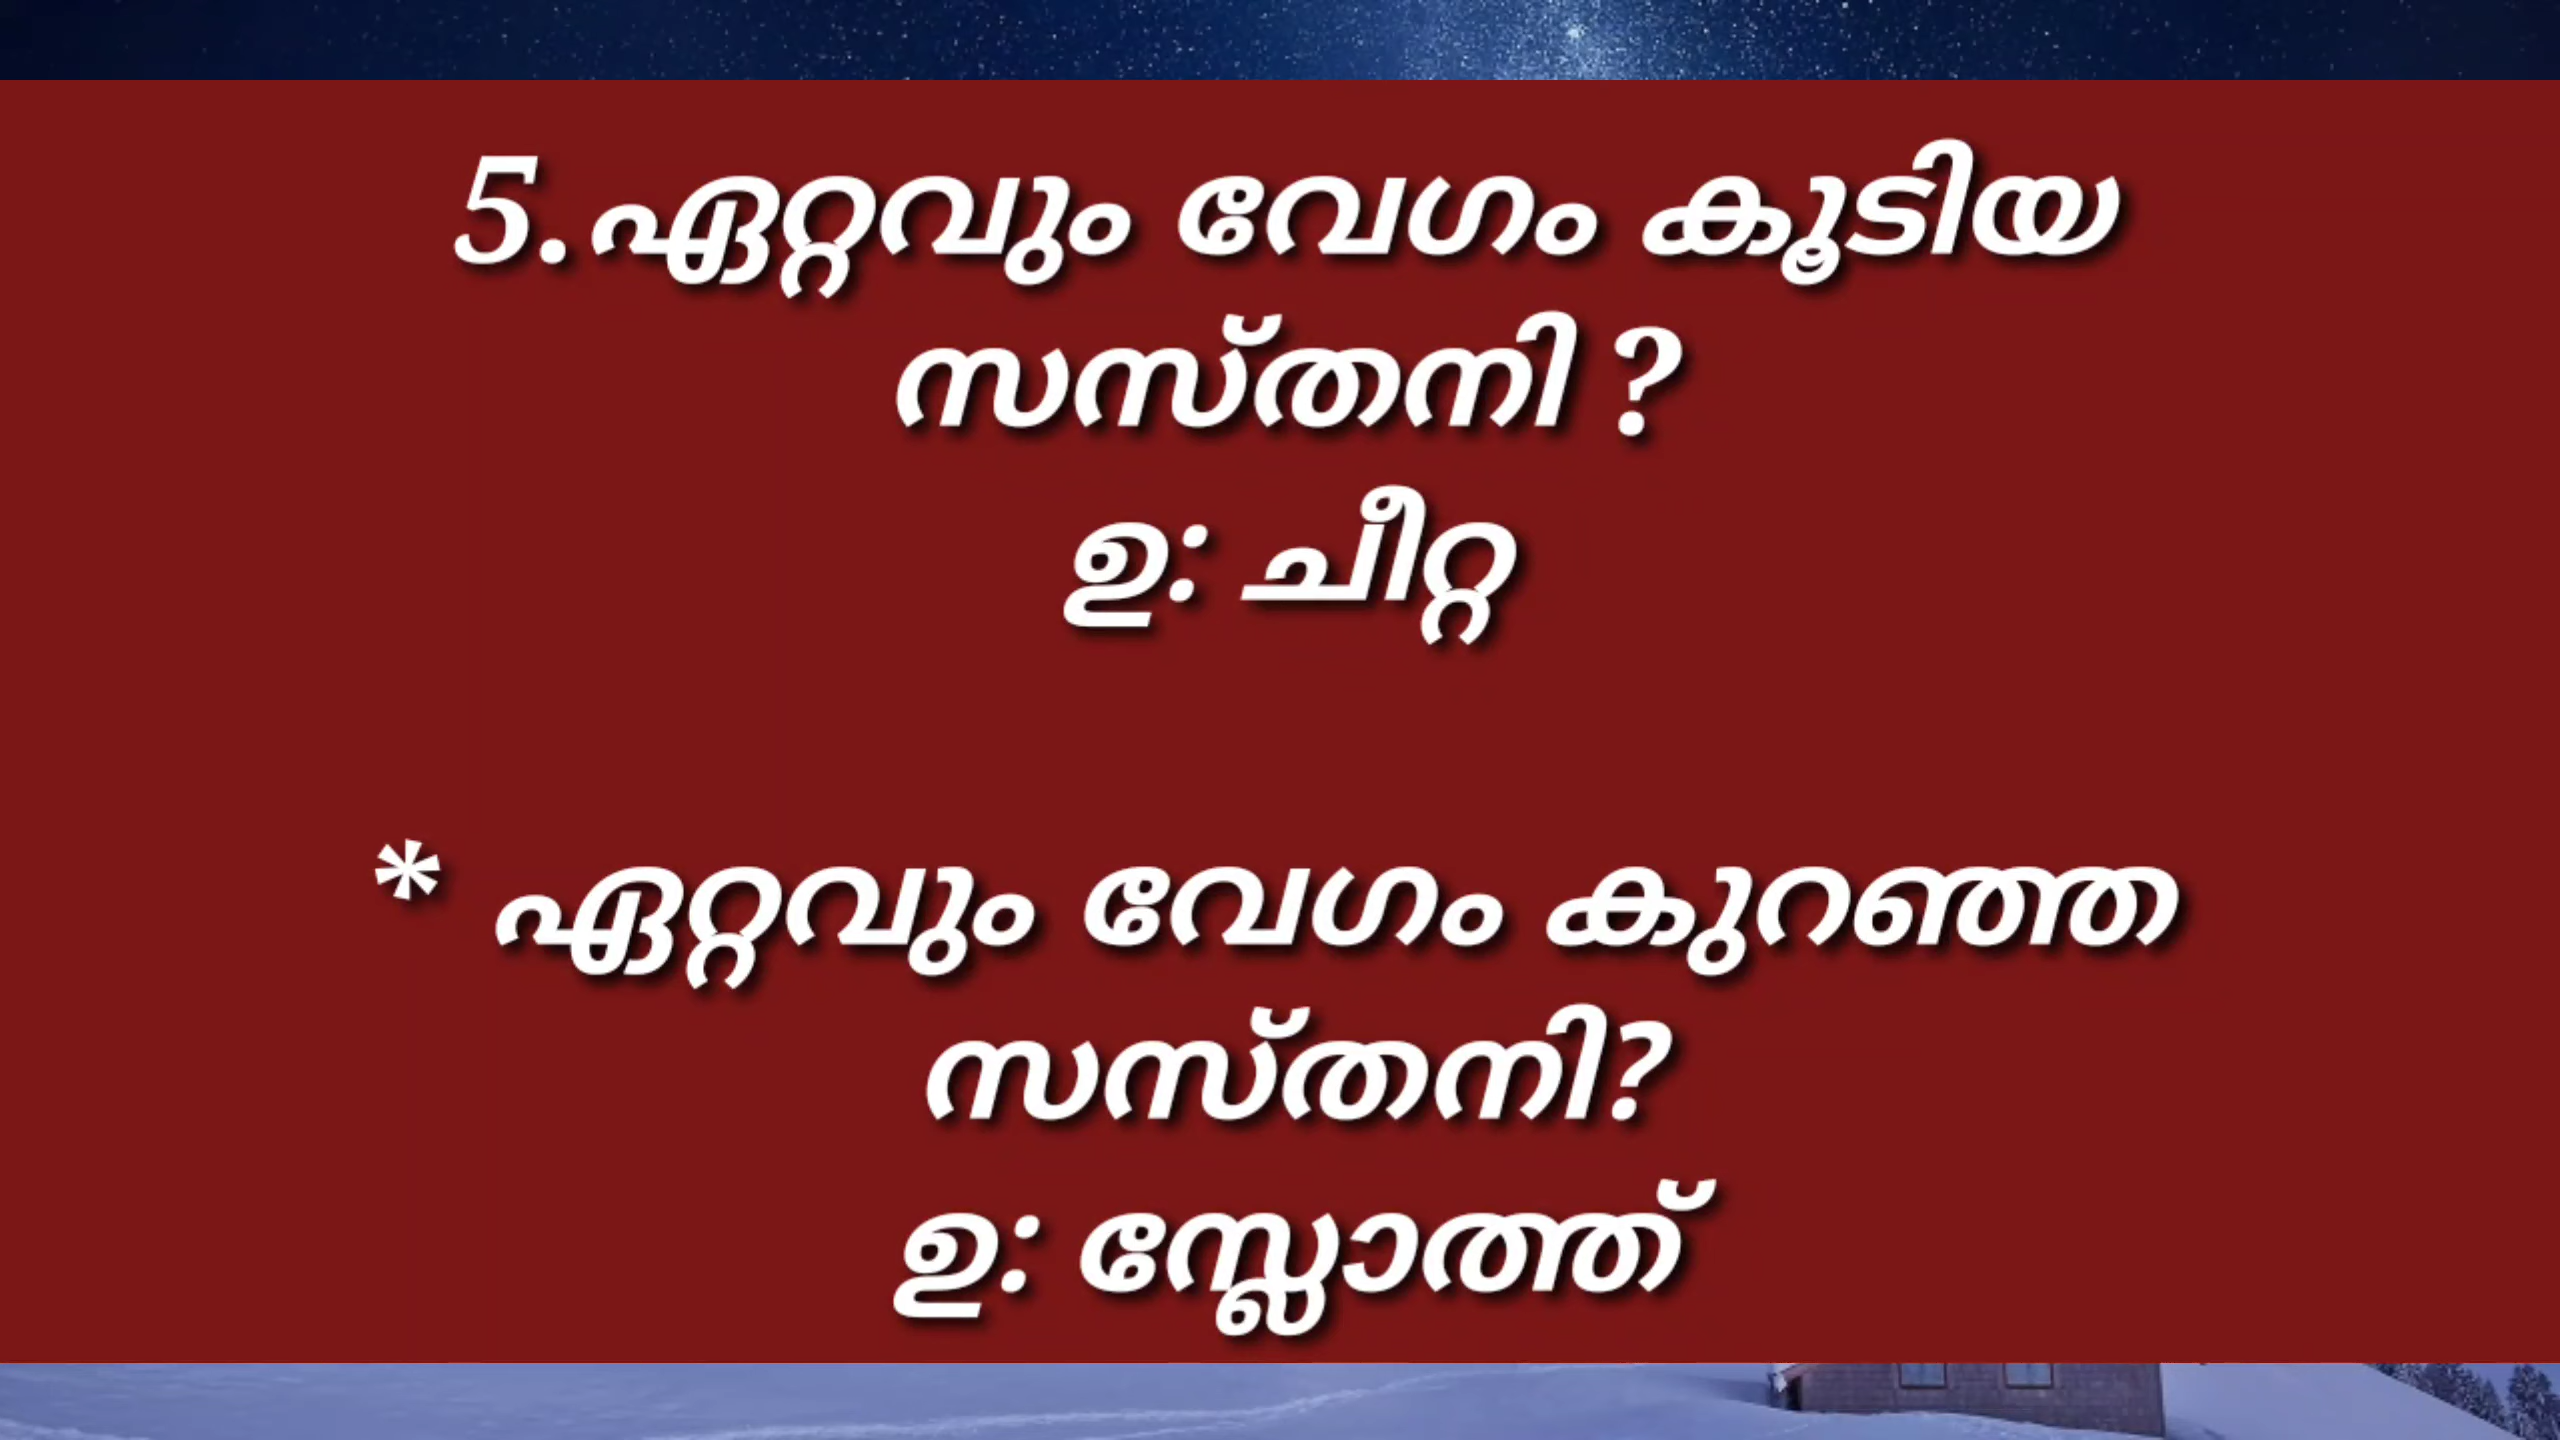 5.ഏറ്റവും വേഗം കൂടിയ
സസ്തനി ?
ഉ: ചീറ്റ
* ഏറ്റവും വേഗം കുറഞ്ഞ
സസ്തനി?
ഉ: സ്ലോത്ത്